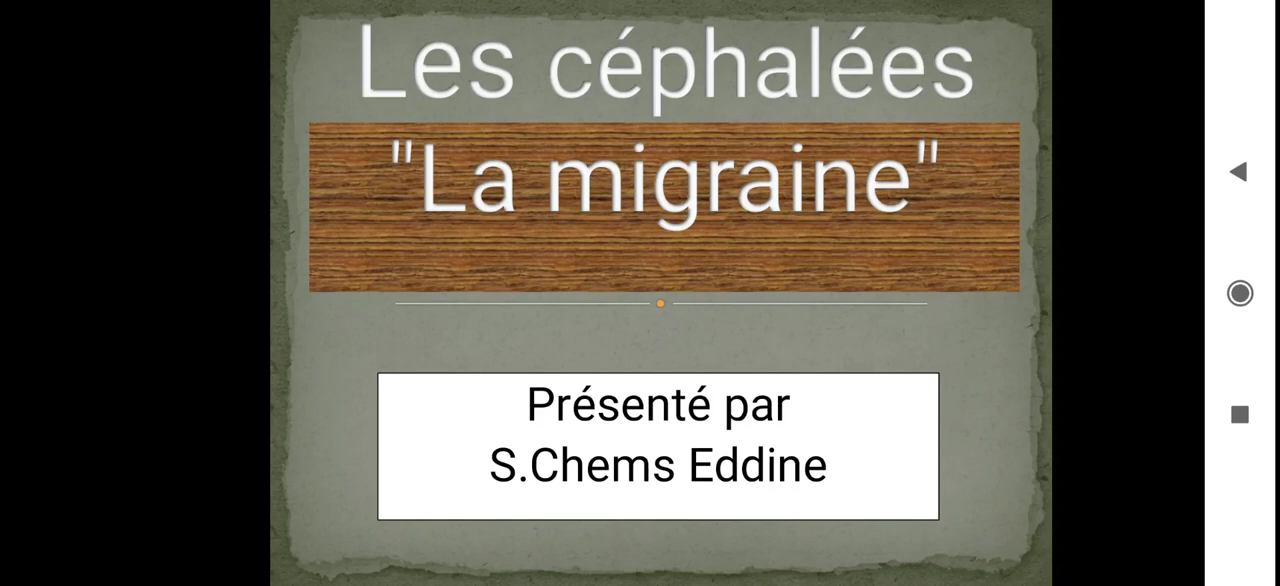 Les céphalées
"La migraine"
Présenté par
S.Chems Eddine